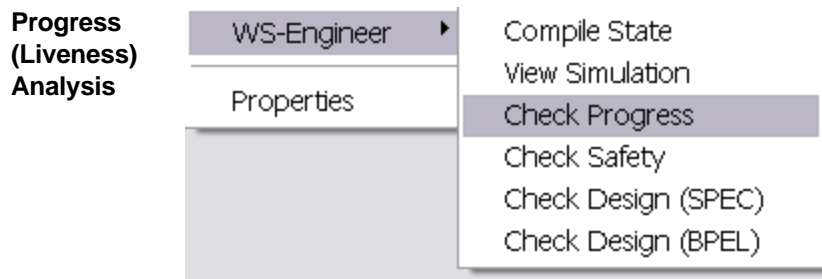 Progress
(Liveness)
Analysis
WS-Engineer
Properties
Compile State
View Simulation
Check Progress
Check Safety
Check Design (SPEC)
Check Design (BPEL)